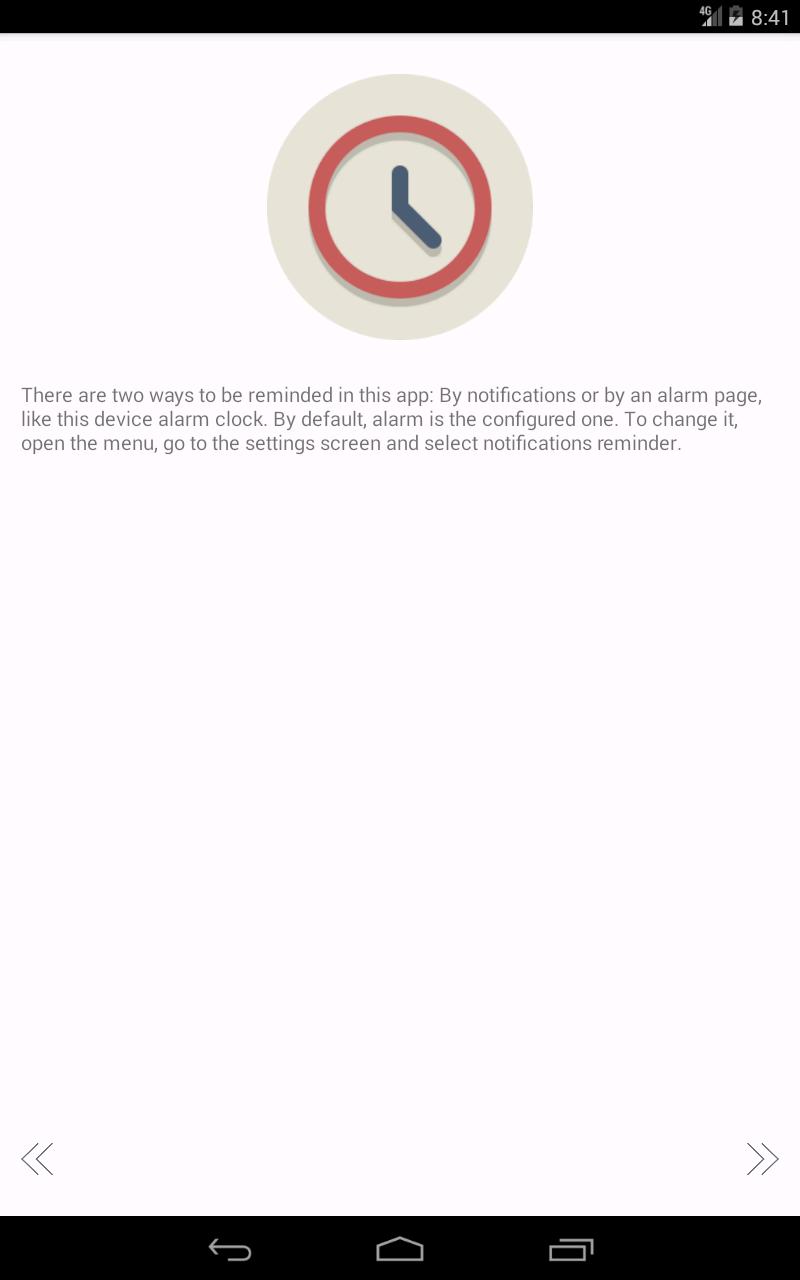 4G 8:41
There are two ways to be reminded in this app: By notifications or by an alarm page,
like this device alarm clock. By default, alarm is the configured one. To change it,
open the menu, go to the settings screen and select notifications reminder.